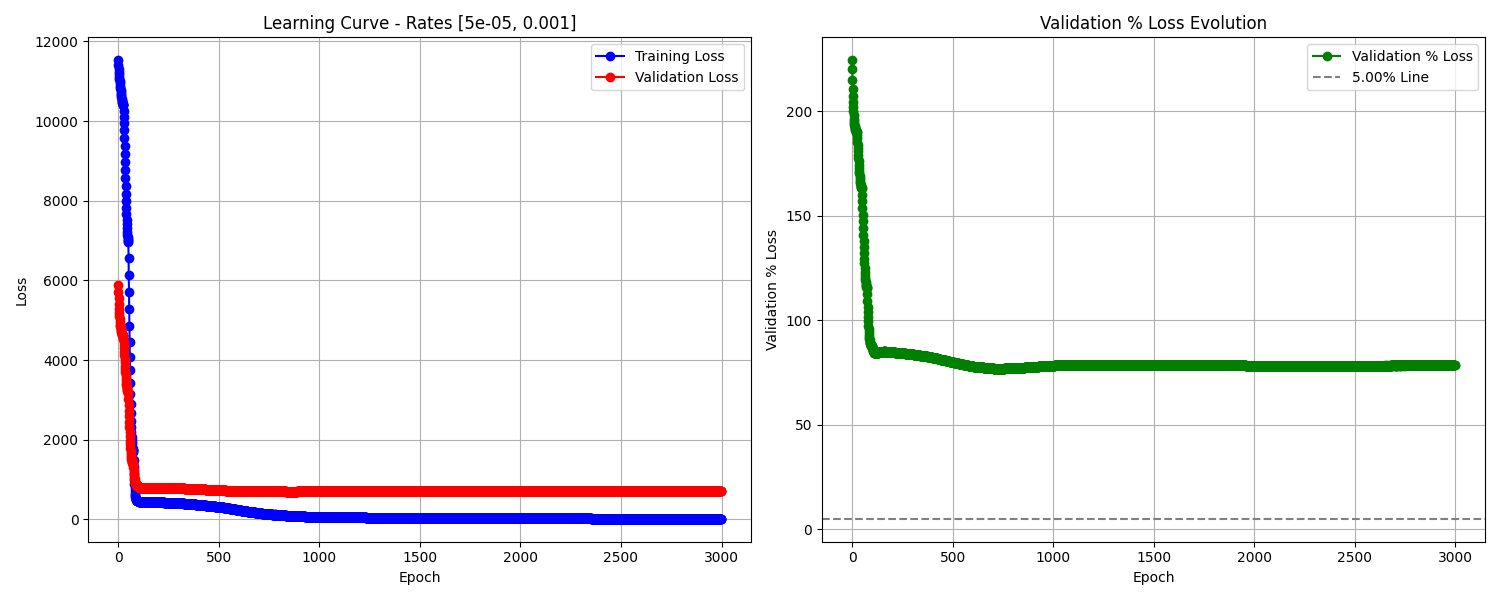 Learning Curve - Rates [5e-05, 0.001]
Training Loss
Validation Loss
12000
10000
8000
6000
4000
2000
0
Loss
0 500 1000 1500 2000 2500 3000
Epoch
Validation % Loss Evolution
Validation % Loss
5.00% Line
200
150
100
50
0
Validation % Loss
0 500 1000 1500 2000 2500 3000
Epoch